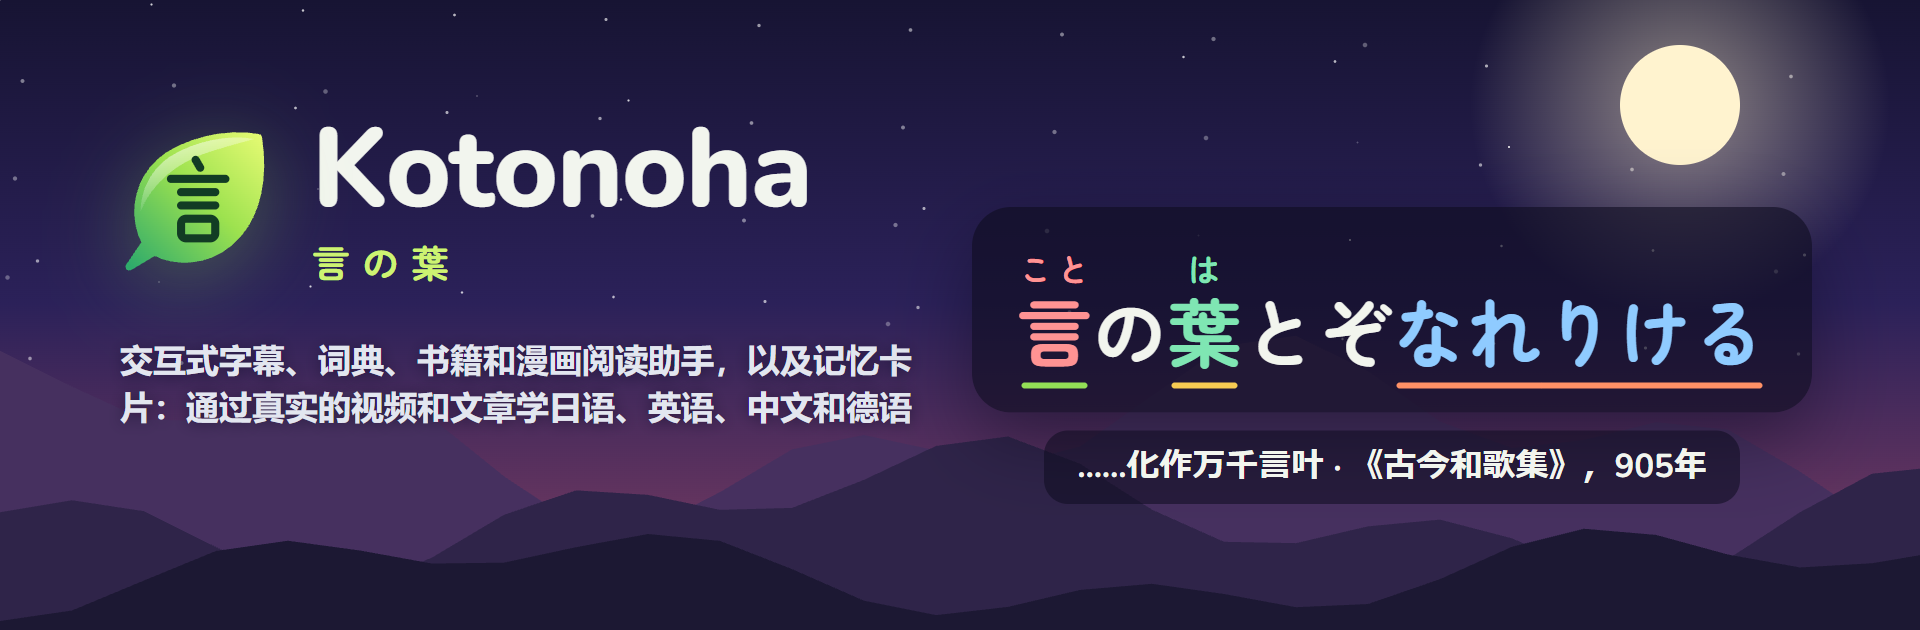 言
Kotonoha
言の葉
交互式字幕、词典、书籍和漫画阅读助手，以及记忆卡
片：通过真实的视频和文章学日语、英语、中文和德语
こと は
言の葉とぞなれりける
……化作万千言叶 · 《古今和歌集》，905年